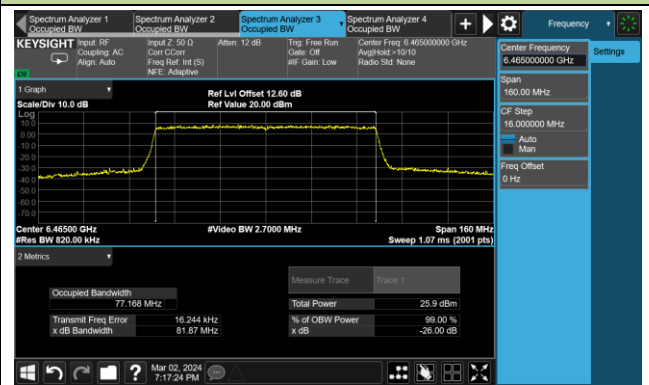 Spectrum Analyzer 1
Occupied BW
Spectrum Analyzer 2
Occupied BW
Spectrum Analyzer 3
Occupied BW
Spectrum Analyzer 4
Occupied BW
Frequency
KEYSIGHT
Input: RF
Coupling: AC
Align: Auto
Input Z: 50 Ω
Corr CCorr
Freq Ref: Int (S)
NFE: Adaptive
Atten: 12 dB
Trig: Free Run
Gate: Off
#IF Gain: Low
Center Freq: 6.465000000 GHz
Avg|Hold:>10/10
Radio Std: None
Center Frequency
6.465000000 GHz
Settings
Span
160.00 MHz
CF Step
16.000000 MHz
Auto
Man
Freq Offset
0 Hz
1 Graph
Scale/Div 10.0 dB
Ref Lvl Offset 12.60 dB
Ref Value 20.00 dBm
Log
10.0
0.00
-10.0
-20.0
-30.0
-40.0
-50.0
-60.0
-70.0
Center 6.46500 GHz
#Res BW 820.00 kHz
#Video BW 2.7000 MHz
Span 160 MHz
Sweep 1.07 ms (2001 pts)
2 Metrics
Measure Trace
Trace 1
Occupied Bandwidth
77.168 MHz
Total Power
25.9 dBm
Transmit Freq Error
16.244 kHz
% of OBW Power
99.00 %
x dB Bandwidth
81.87 MHz
x dB
-26.00 dB
Mar 02, 2024
7:17:24 PM